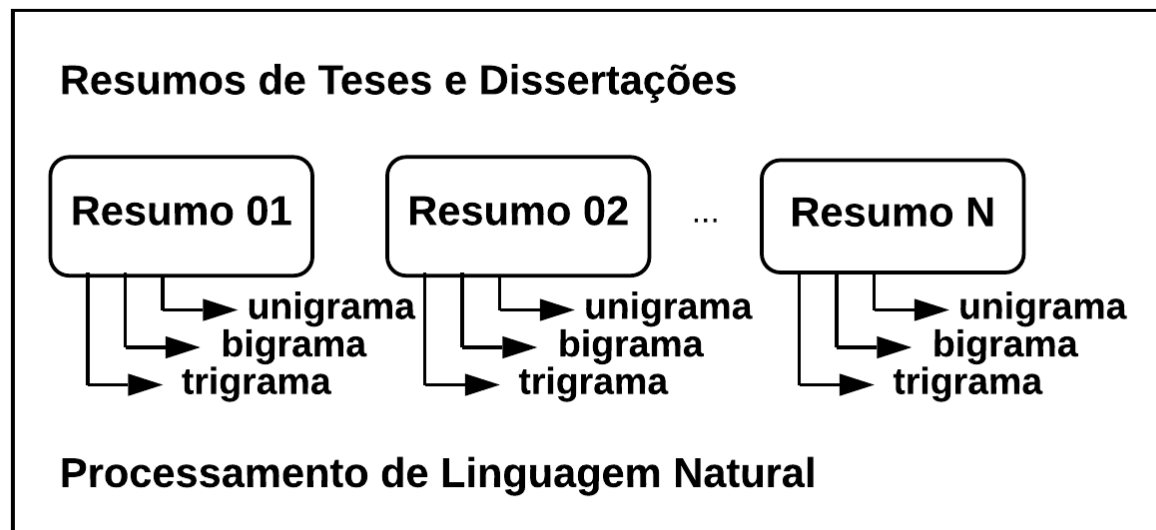 Resumos de Teses e Dissertações
Resumo 01 Resumo 02 ... Resumo N
unigrama unigrama unigrama
bigrama bigrama bigrama
trigrama trigrama trigrama
Processamento de Linguagem Natural